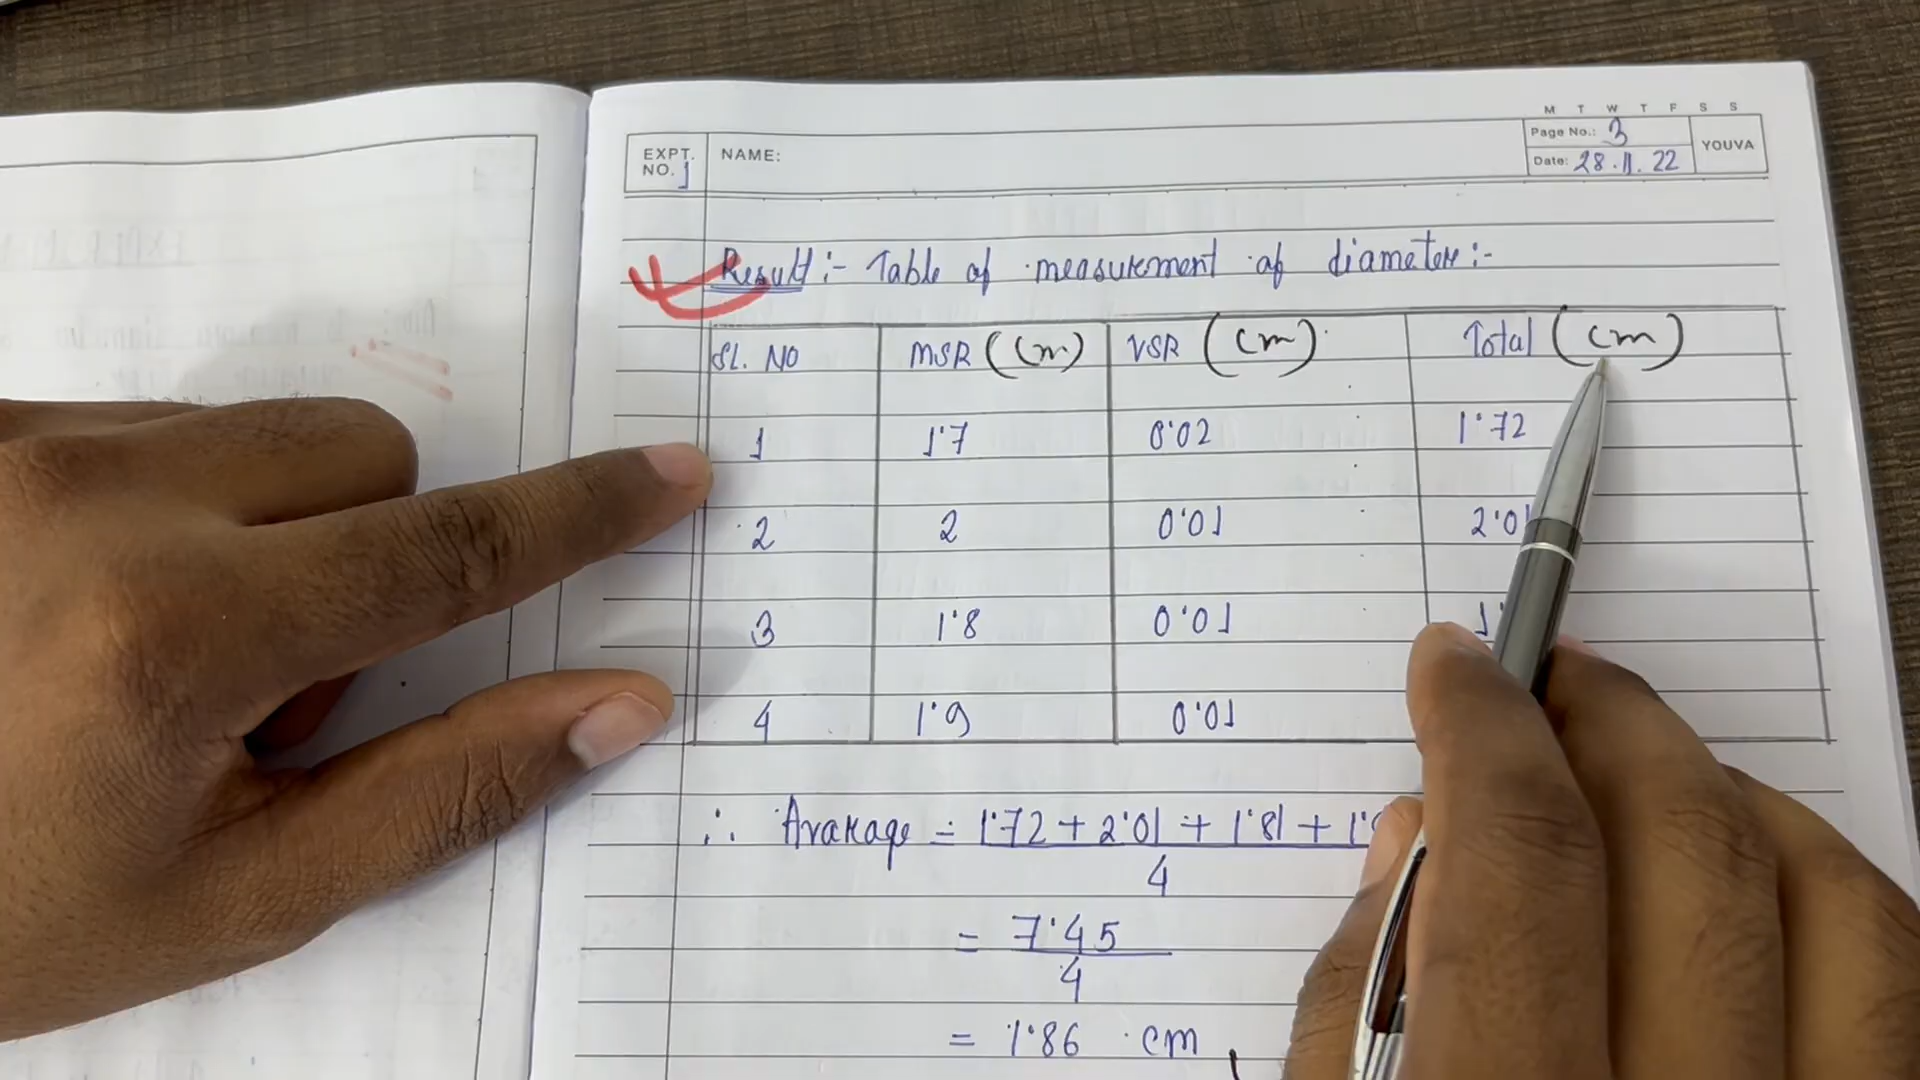 M T W T F S S
EXPT. NO. 1 NAME: Page No.: 3 YOUVA
Date: 28.11.22
Result :- Table of measurement of diameter :-
SL. NO MSR (cm) VSR (cm) Total (cm)
1 1.7 0.02 1.72
2 2 0.01 2.01
3 1.8 0.01
4 1.9 0.01
∴ Avarage = 1.72 + 2.01 + 1.81 +
4
= 7.45
4
= 1.86 cm